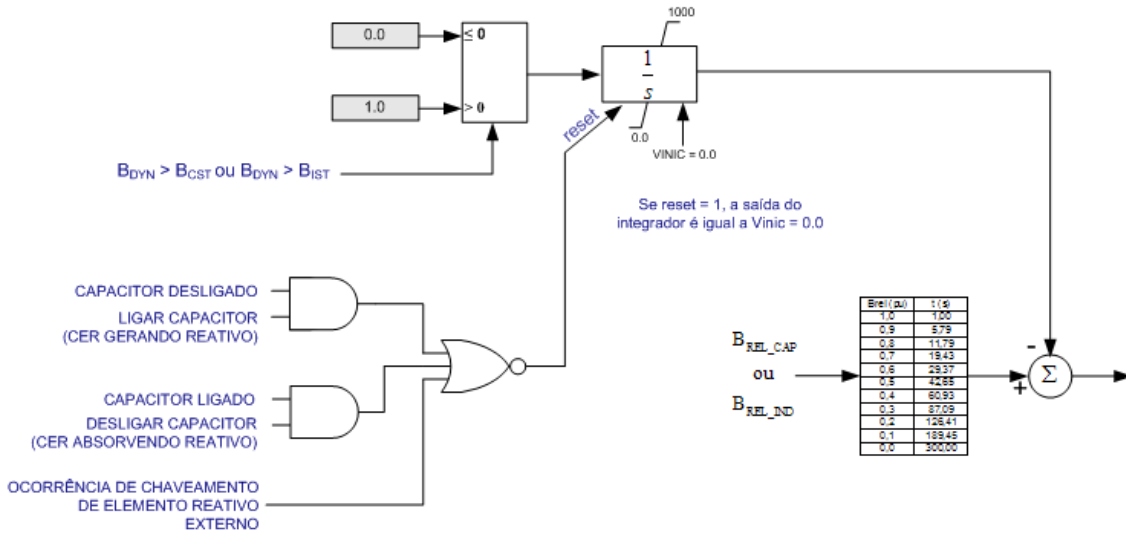 1000
0.0
≤ 0
1
s
1.0
> 0
0.0
reset
VINIC = 0.0
BDYN > BCST ou BDYN > BIST
Se reset = 1, a saída do
integrador é igual a Vinic = 0.0
CAPACITOR DESLIGADO
LIGAR CAPACITOR
(CER GERANDO REATIVO)
CAPACITOR LIGADO
DESLIGAR CAPACITOR
(CER ABSORVENDO REATIVO)
OCORRÊNCIA DE CHAVEAMENTO
DE ELEMENTO REATIVO
EXTERNO
BREL_CAP
ou
BREL_IND
Brel (pu) t (s)
1,0 1,00
0,9 5,79
0,8 11,79
0,7 19,43
0,6 29,37
0,5 42,65
0,4 60,93
0,3 87,09
0,2 126,41
0,1 189,45
0,0 300,00
-
+
Σ